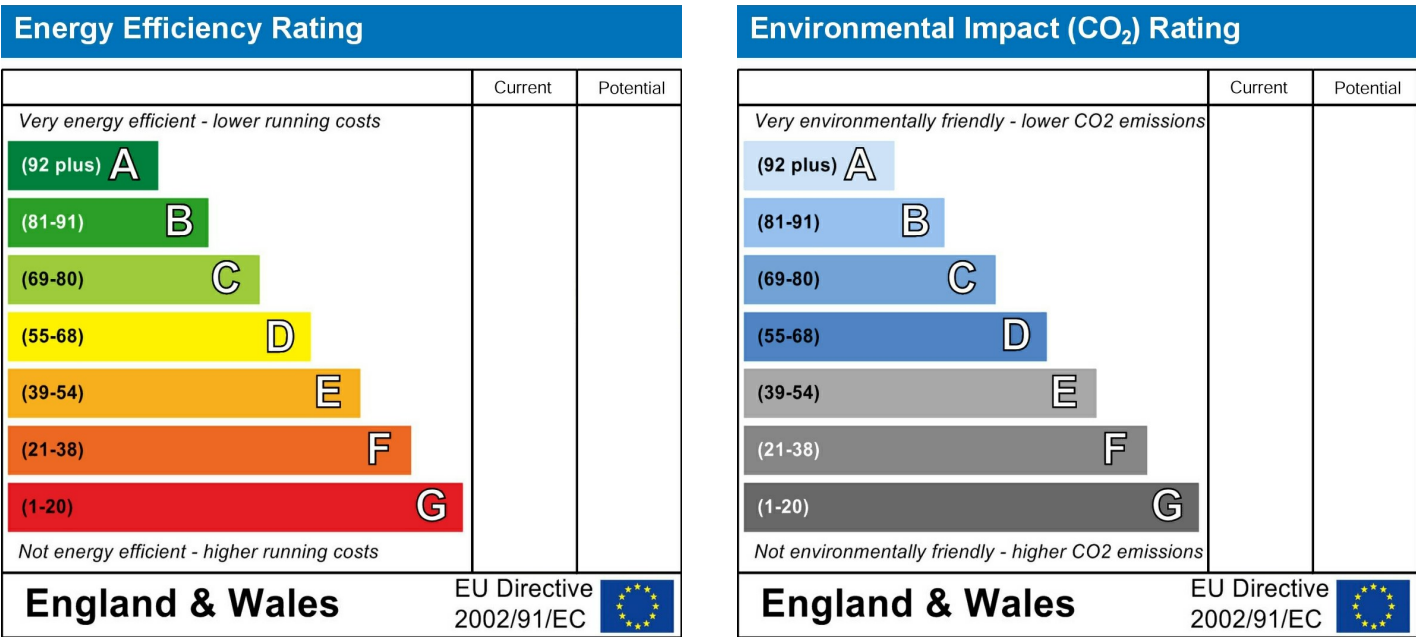 Energy Efficiency Rating
Current Potential
Very energy efficient - lower running costs
(92 plus) A
(81-91) B
(69-80) C
(55-68) D
(39-54) E
(21-38) F
(1-20) G
Not energy efficient - higher running costs
England & Wales
EU Directive
2002/91/EC
Environmental Impact (CO₂) Rating
Current Potential
Very environmentally friendly - lower CO2 emissions
(92 plus) A
(81-91) B
(69-80) C
(55-68) D
(39-54) E
(21-38) F
(1-20) G
Not environmentally friendly - higher CO2 emissions
England & Wales
EU Directive
2002/91/EC